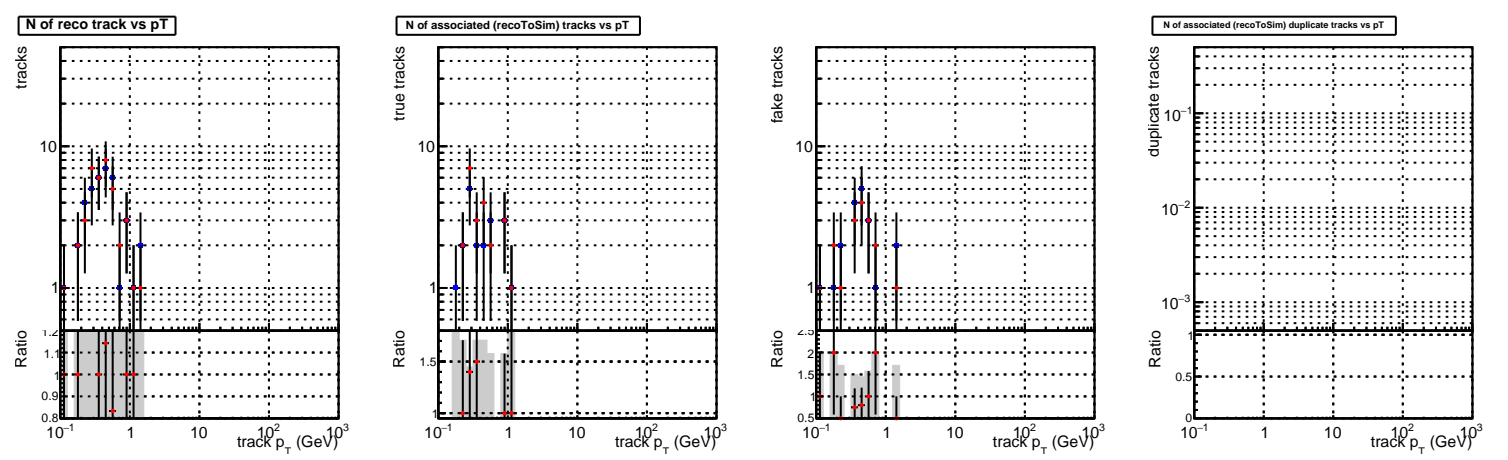 N of reco track vs pT
tracks
10
1
Ratio
1.2
1.1
1
0.9
0.8
10⁻¹ 1 10 10² 10³
track p_T (GeV)
N of associated (recoToSim) tracks vs pT
true tracks
10
1
Ratio
1.5
1
10⁻¹ 1 10 10² 10³
track p_T (GeV)
fake tracks
10
1
Ratio
2.5
2
1.5
1
0.5
10⁻¹ 1 10 10² 10³
track p_T (GeV)
N of associated (recoToSim) duplicate tracks vs pT
duplicate tracks
10⁻¹
10⁻²
10⁻³
Ratio
1
0.5
0
10⁻¹ 1 10 10² 10³
track p_T (GeV)